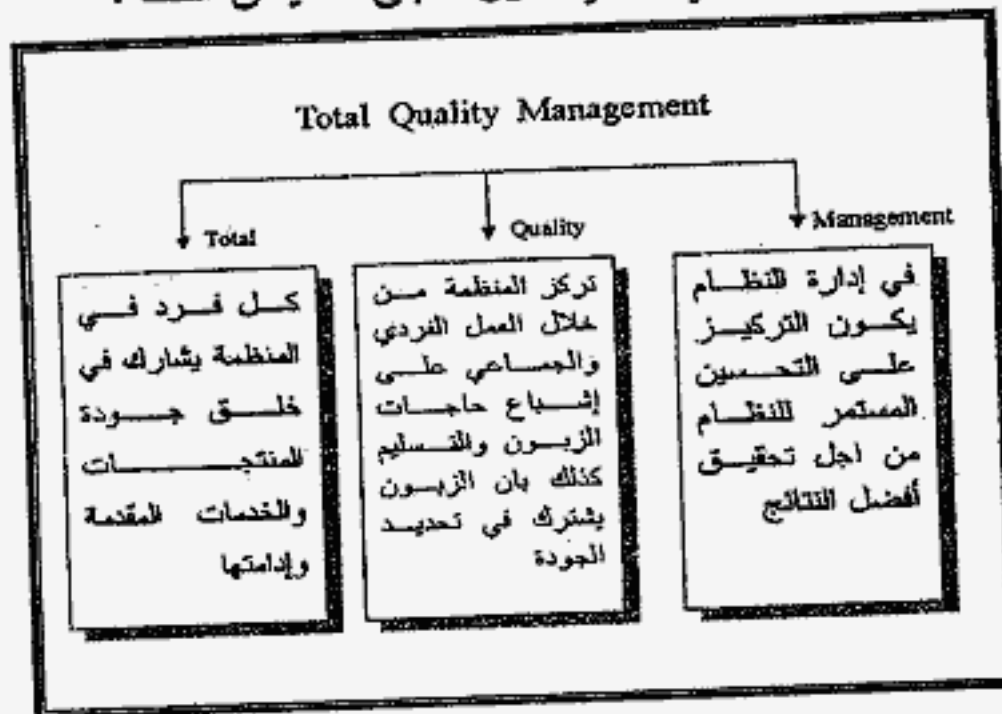 Total Quality Management
Total
كل فرد في
المنظمة يشارك في
خلق جودة
المنتجات
والخدمات المقدمة
وإدامتها
Quality
تركز المنظمة من
خلال العمل الفردي
والجماعي على
إشباع حاجات
الزبون والتسليم
كذلك بان الزبون
يشترك في تحديد
الجودة
Management
في إدارة النظام
يكون التركيز
على التحسين
المستمر للنظام
من اجل تحقيق
أفضل النتائج